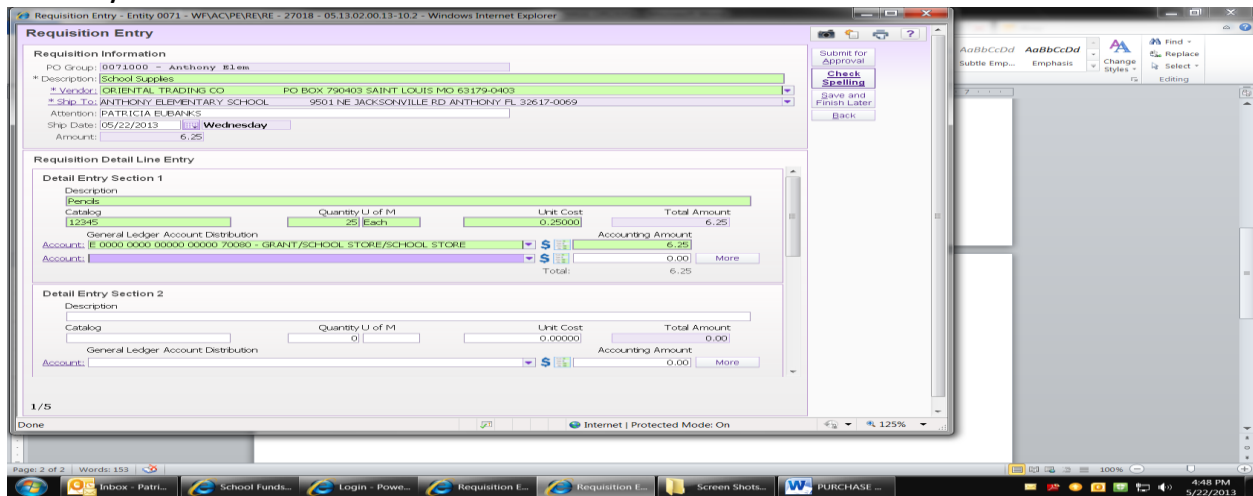 Requisition Entry - Entity 0071 - WF\AC\PE\RE\RE - 27018 - 05.13.02.00.13-10.2 - Windows Internet Explorer
Requisition Entry
Requisition Information
PO Group: 0071000 - Anthony Elem
* Description: School Supplies
* Vendor: ORIENTAL TRADING CO PO BOX 790403 SAINT LOUIS MO 63179-0403
* Ship To: ANTHONY ELEMENTARY SCHOOL 9501 NE JACKSONVILLE RD ANTHONY FL 32617-0069
Attention: PATRICIA EUBANKS
Ship Date: 05/22/2013 Wednesday
Amount: 6.25
Submit for
Approval
Check
Spelling
Save and
Finish Later
Back
Requisition Detail Line Entry
Detail Entry Section 1
Description
Pencils
Catalog Quantity U of M Unit Cost Total Amount
12345 25 Each 0.25000 6.25
General Ledger Account Distribution Accounting Amount
Account: E 0000 0000 00000 00000 70080 - GRANT/SCHOOL STORE/SCHOOL STORE $ 6.25
Account: $ 0.00 More
Total: 6.25
Detail Entry Section 2
Description
Catalog Quantity U of M Unit Cost Total Amount
0 0.00000 0.00
General Ledger Account Distribution Accounting Amount
Account: $ 0.00 More
1/5
Done Internet | Protected Mode: On 125%
AaBbCcDd AaBbCcDd
Subtle Emp... Emphasis Change
Styles
Find
Replace
Select
Editing
Page: 2 of 2 Words: 153 100%
Inbox - Patri... School Funds... Login - Powe... Requisition E... Requisition E... Screen Shots... PURCHASE ... 4:48 PM
5/22/2013